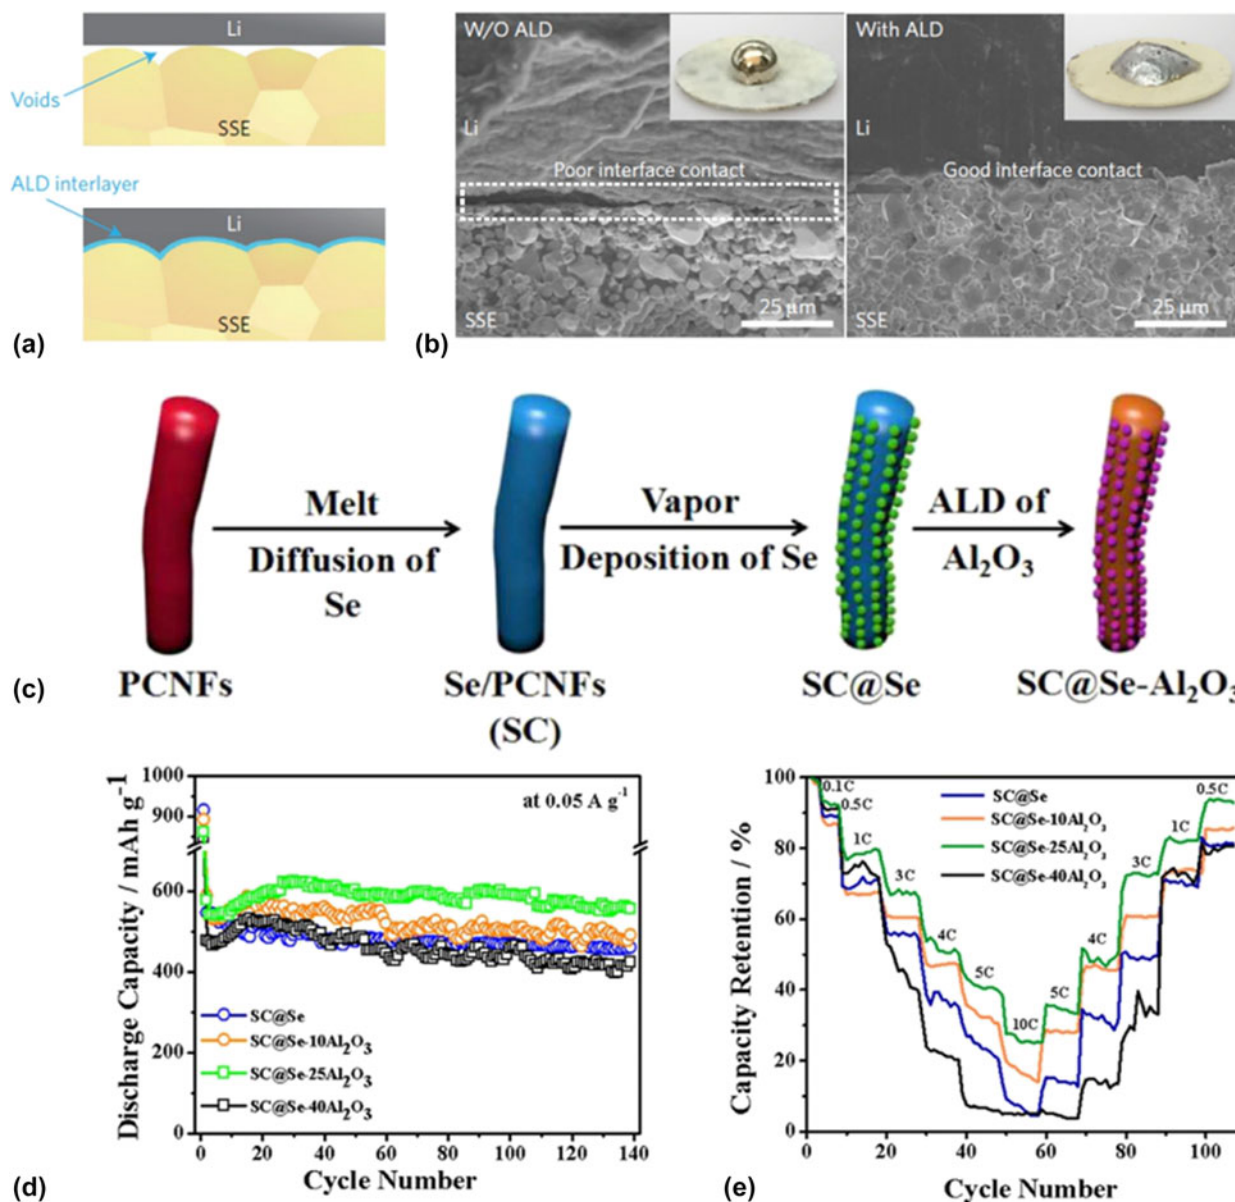 Li
Voids
SSE
ALD interlayer
Li
SSE
(a)
W/O ALD
Li
Poor interface contact
25 μm
SSE
With ALD
Li
Good interface contact
25 μm
SSE
(b)
Melt
Diffusion of
Se
Vapor
Deposition of Se
ALD of
Al₂O₃
PCNFs
Se/PCNFs
(SC)
SC@Se
SC@Se-Al₂O₃
(c)
1000
900
600
400
200
0
Discharge Capacity / mAh g⁻¹
at 0.05 A g⁻¹
SC@Se
SC@Se-10Al₂O₃
SC@Se-25Al₂O₃
SC@Se-40Al₂O₃
0 20 40 60 80 100 120 140
Cycle Number
(d)
100
80
60
40
20
0
Capacity Retention / %
0.1C
0.5C
1C
3C
4C
5C
10C
5C
4C
3C
1C
0.5C
SC@Se
SC@Se-10Al₂O₃
SC@Se-25Al₂O₃
SC@Se-40Al₂O₃
0 20 40 60 80 100
Cycle Number
(e)